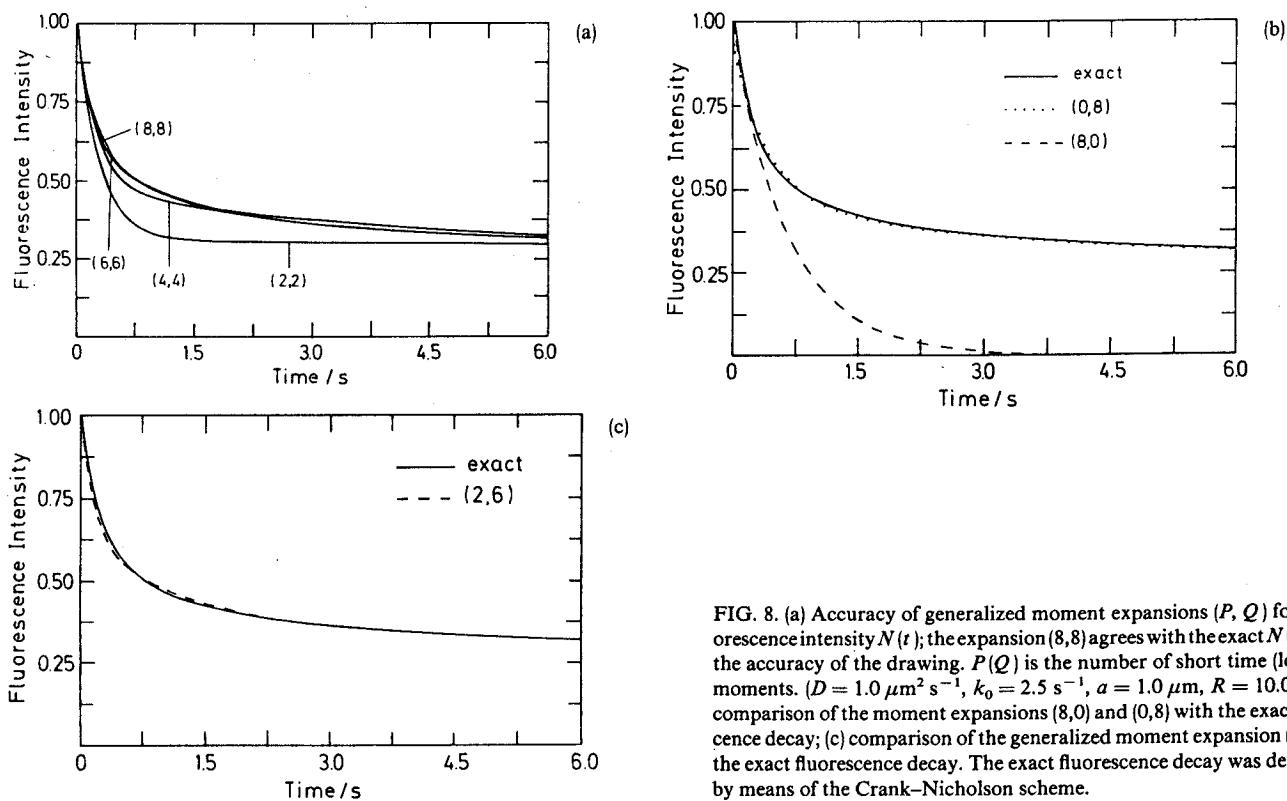 1.00
0.75
0.50
0.25
Fluorescence Intensity
(8,8)
(6,6)
(4,4)
(2,2)
0
1.5
3.0
4.5
6.0
Time / s
(a)
1.00
0.75
0.50
0.25
Fluorescence Intensity
exact
(0,8)
(8,0)
0
1.5
3.0
4.5
6.0
Time / s
(b)
1.00
0.75
0.50
0.25
Fluorescence Intensity
exact
(2,6)
0
1.5
3.0
4.5
6.0
Time / s
(c)
FIG. 8. (a) Accuracy of generalized moment expansions (P, Q) fo
orescence intensity N(t); the expansion (8,8) agrees with the exact N
the accuracy of the drawing. P(Q) is the number of short time (lo
moments. (D = 1.0 μm² s⁻¹, k₀ = 2.5 s⁻¹, a = 1.0 μm, R = 10.0
comparison of the moment expansions (8,0) and (0,8) with the exac
cence decay; (c) comparison of the generalized moment expansion
the exact fluorescence decay. The exact fluorescence decay was de
by means of the Crank–Nicholson scheme.